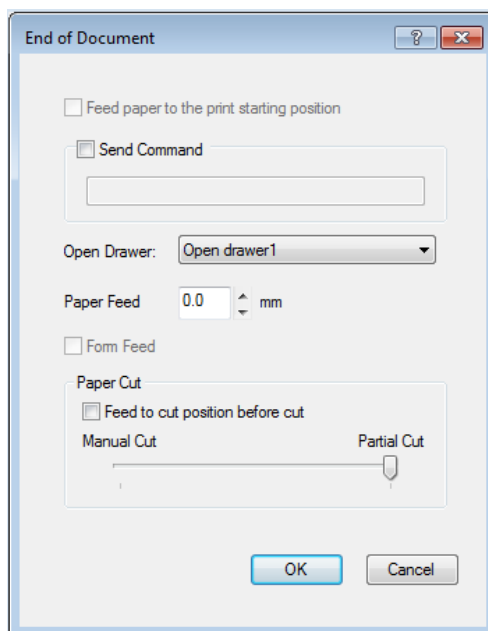 End of Document
Feed paper to the print starting position
Send Command
Open Drawer: Open drawer1
Paper Feed 0.0 mm
Form Feed
Paper Cut
Feed to cut position before cut
Manual Cut Partial Cut
OK Cancel